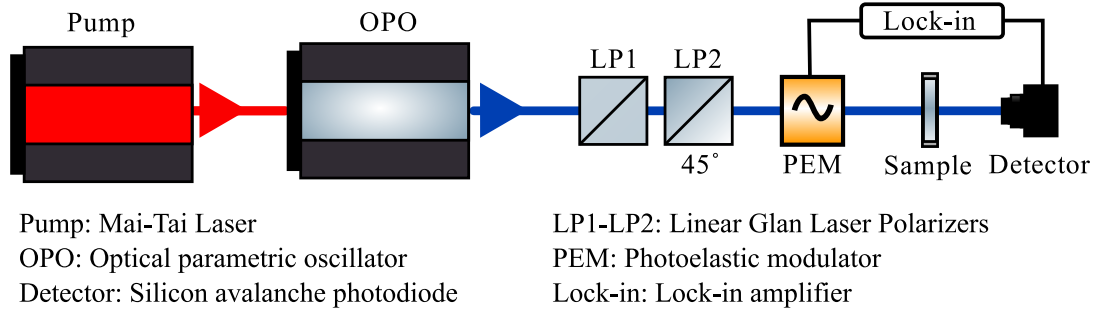 Pump
OPO
Lock-in
LP1
LP2
45°
PEM
Sample
Detector
Pump: Mai-Tai Laser
OPO: Optical parametric oscillator
Detector: Silicon avalanche photodiode
LP1-LP2: Linear Glan Laser Polarizers
PEM: Photoelastic modulator
Lock-in: Lock-in amplifier